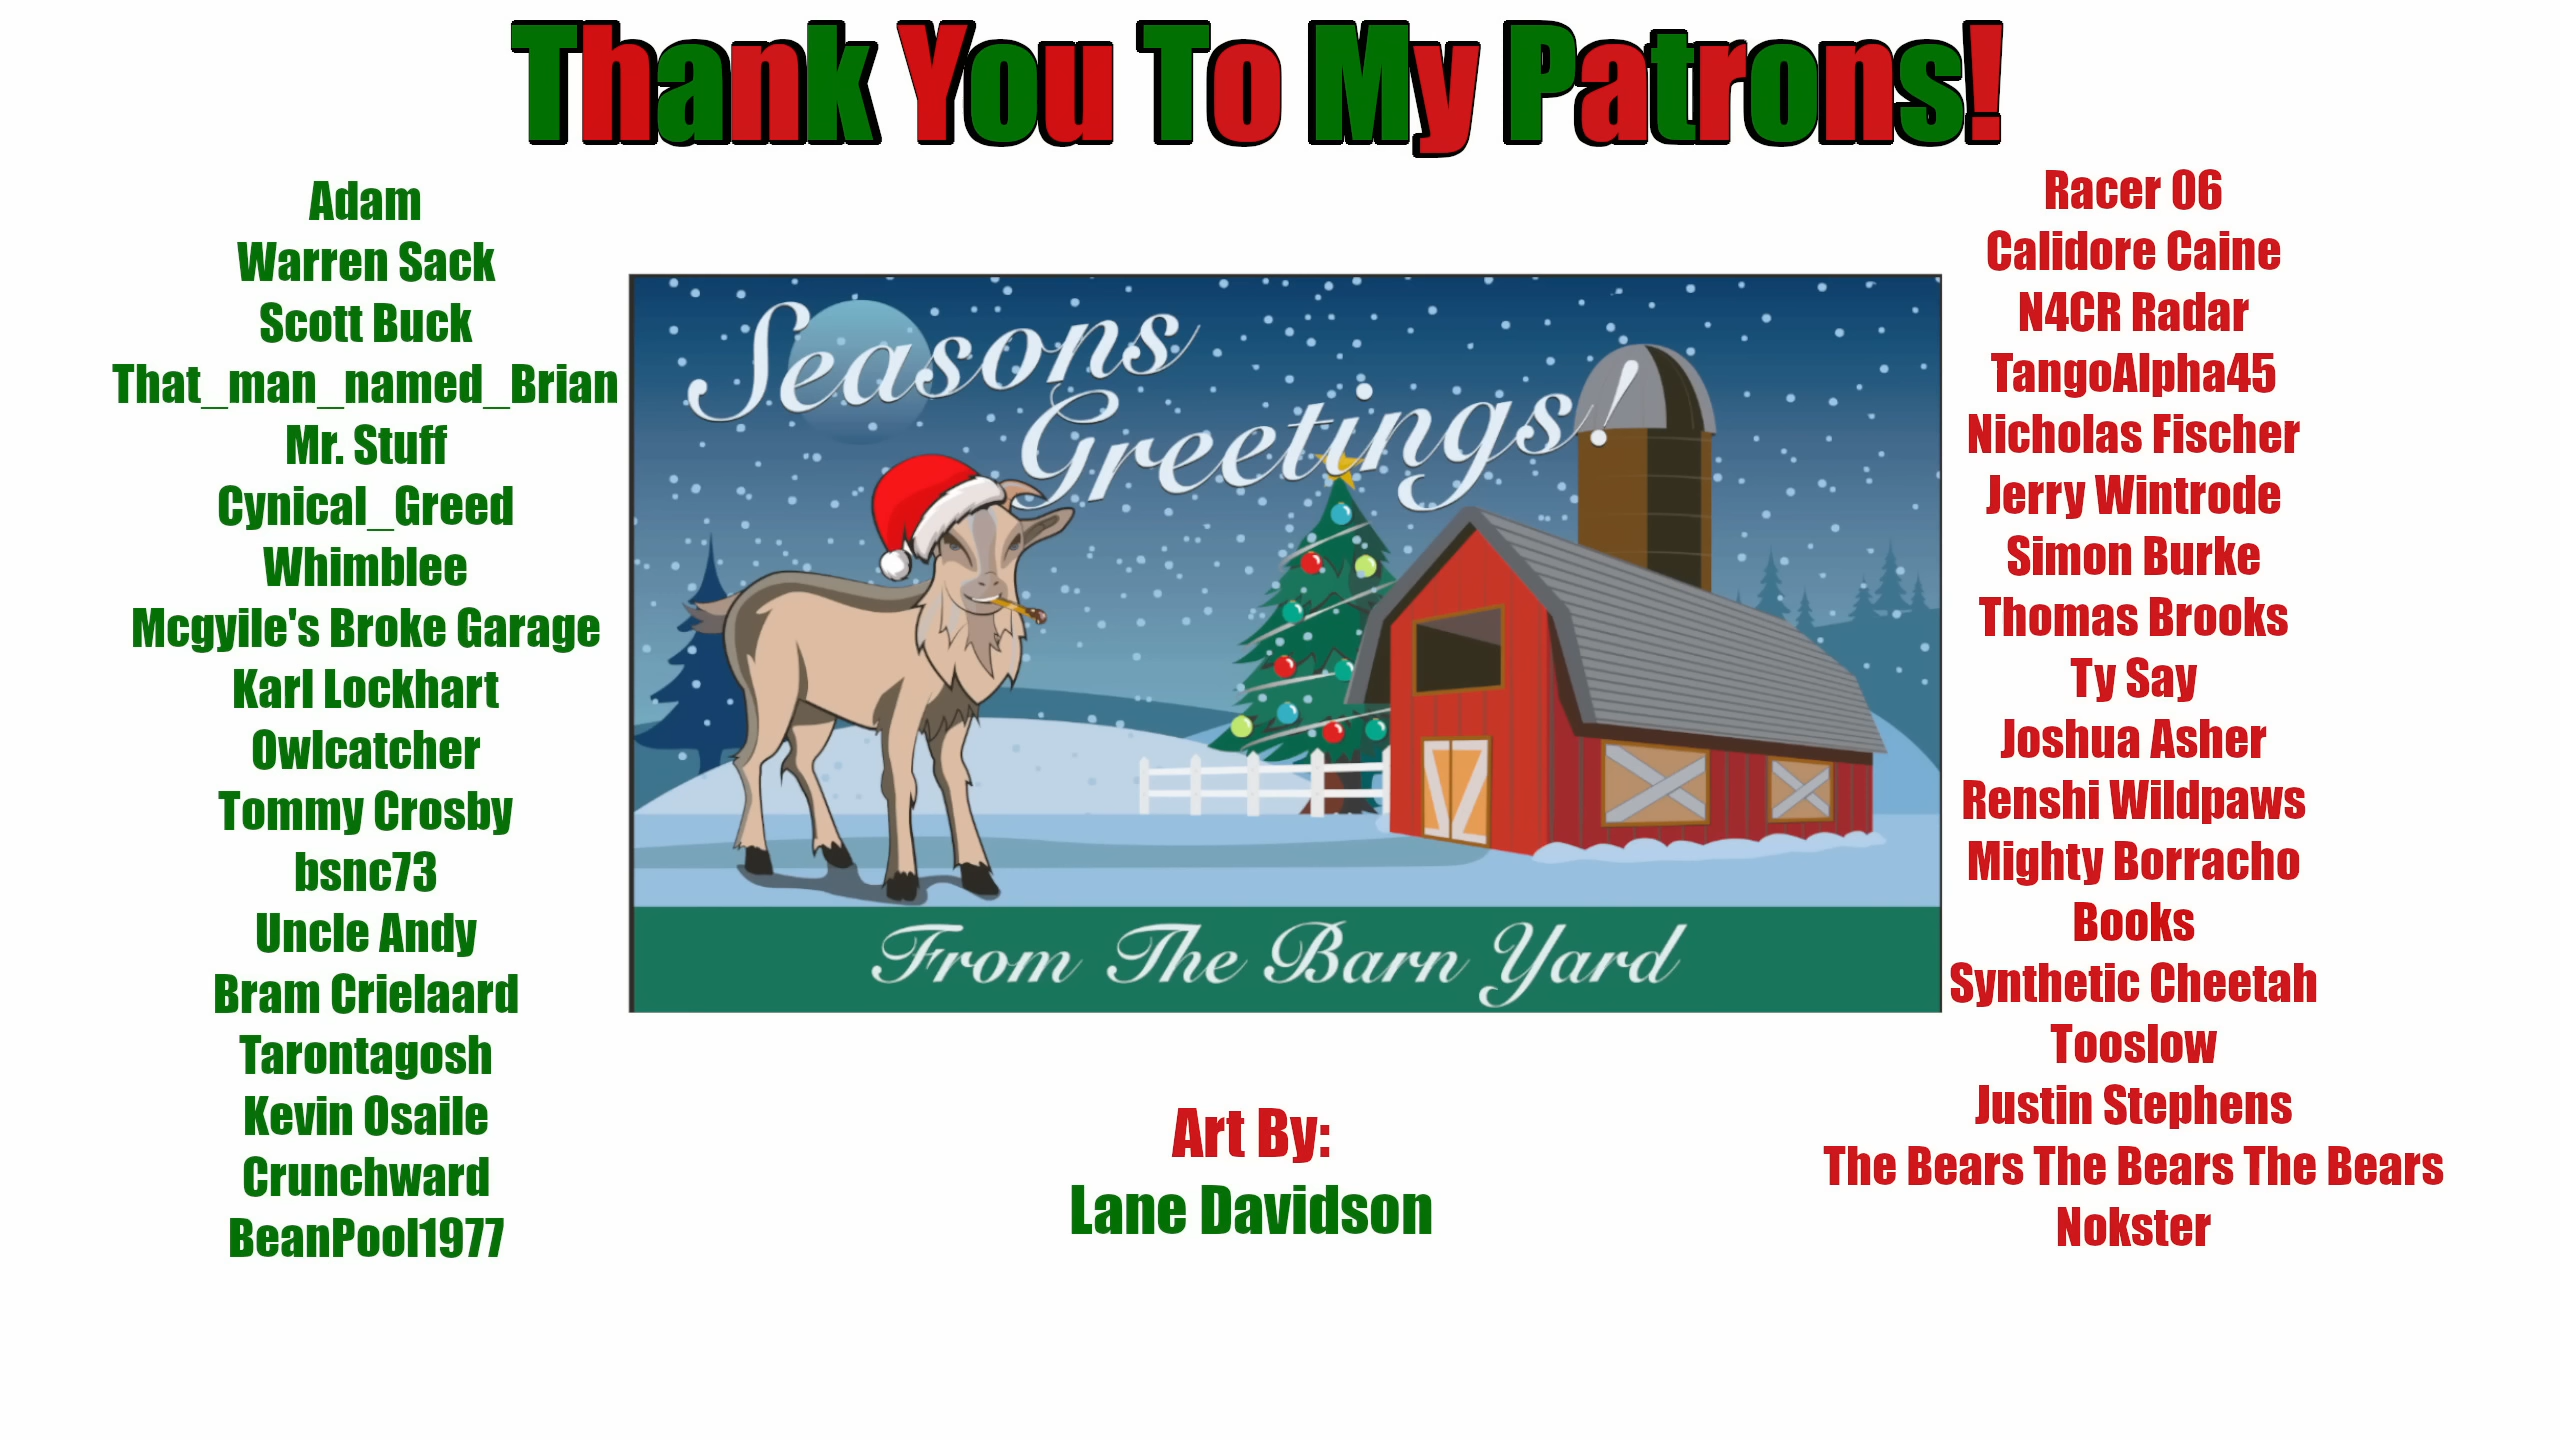 Thank You To My Patrons!
Adam
Warren Sack
Scott Buck
That_man_named_Brian
Mr. Stuff
Cynical_Greed
Whimblee
Mcgyile's Broke Garage
Karl Lockhart
Owlcatcher
Tommy Crosby
bsnc73
Uncle Andy
Bram Crielaard
Tarontagosh
Kevin Osaile
Crunchward
BeanPool1977
Seasons
Greetings!
From The Barn Yard
Art By:
Lane Davidson
Racer 06
Calidore Caine
N4CR Radar
TangoAlpha45
Nicholas Fischer
Jerry Wintrode
Simon Burke
Thomas Brooks
Ty Say
Joshua Asher
Renshi Wildpaws
Mighty Borracho
Books
Synthetic Cheetah
Tooslow
Justin Stephens
The Bears The Bears The Bears
Nokster